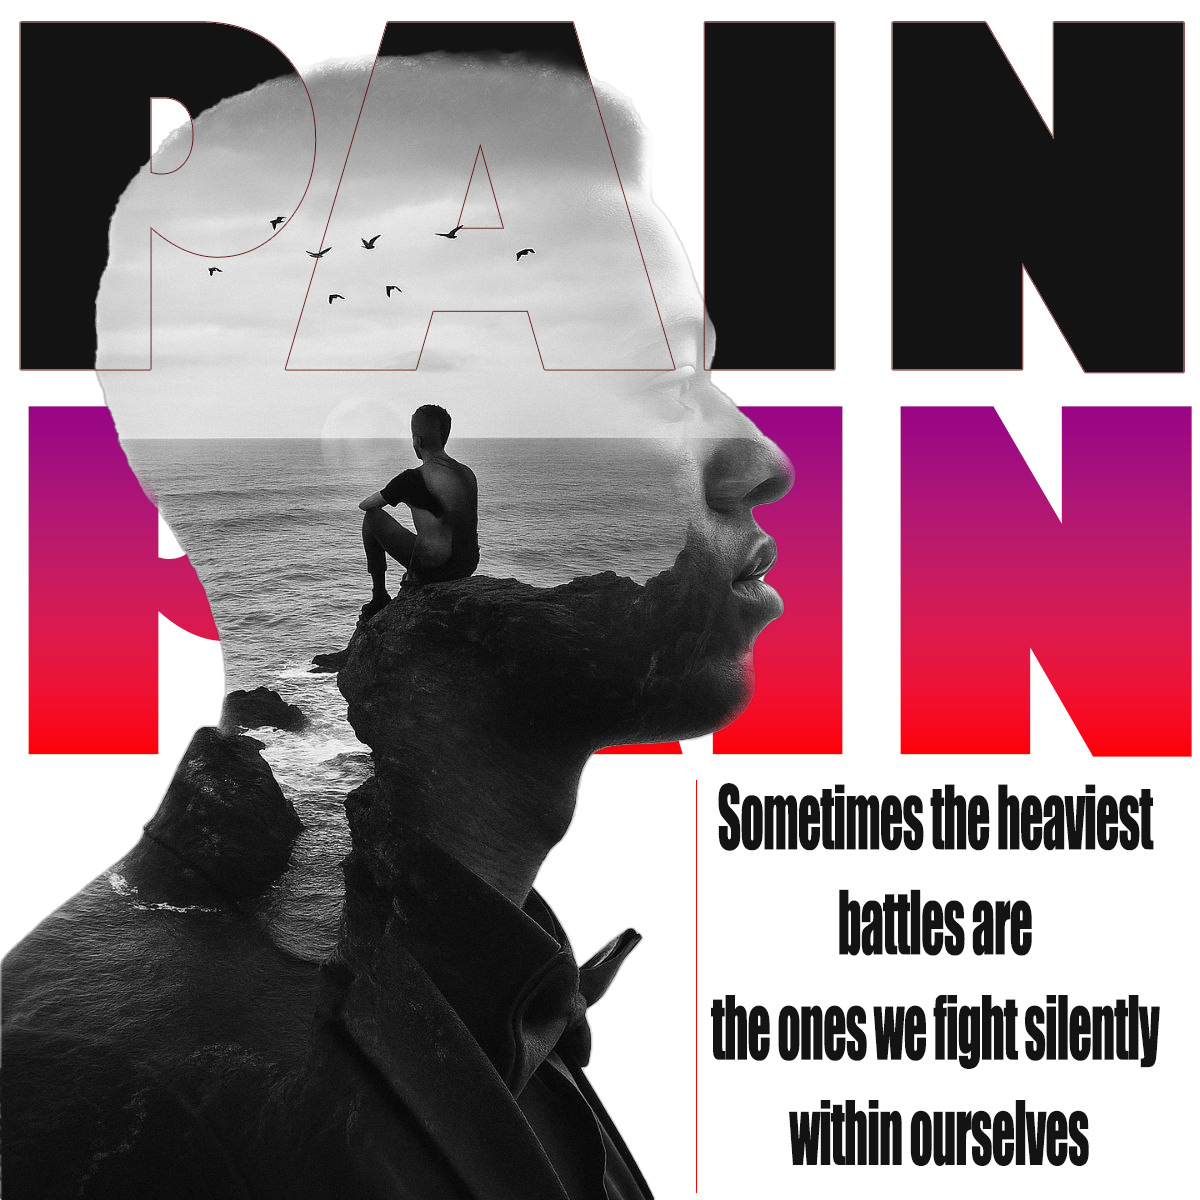 PAIN
PAIN
Sometimes the heaviest
battles are
the ones we fight silently
within ourselves